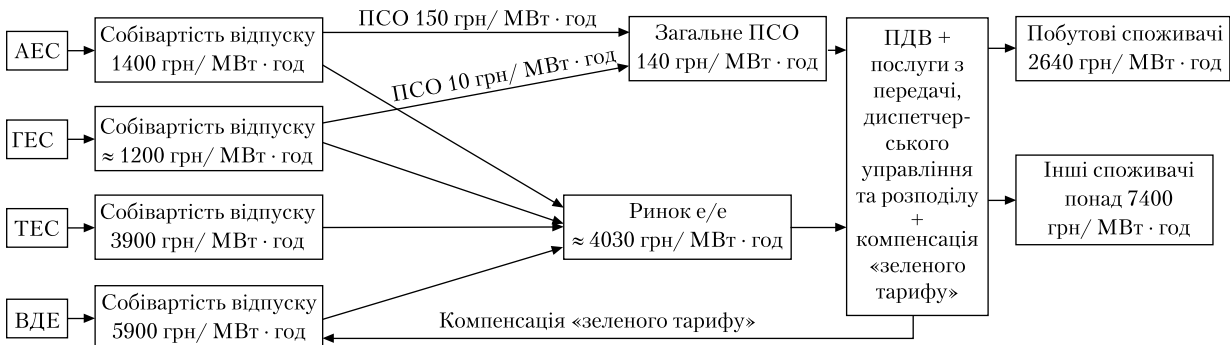 АЕС
Собівартість відпуску
1400 грн/ МВт · год
ПСО 150 грн/ МВт · год
ПСО 10 грн/ МВт · год
Загальне ПСО
140 грн/ МВт · год
ПДВ +
послуги з
передачі,
диспетчер-
ського
управління
та розподілу
+
компенсація
«зеленого
тарифу»
Побутові споживачі
2640 грн/ МВт · год
ГЕС
Собівартість відпуску
≈ 1200 грн/ МВт · год
ТЕС
Собівартість відпуску
3900 грн/ МВт · год
Ринок е/е
≈ 4030 грн/ МВт · год
Інші споживачі
понад 7400
грн/ МВт · год
ВДЕ
Собівартість відпуску
5900 грн/ МВт · год
Компенсація «зеленого тарифу»